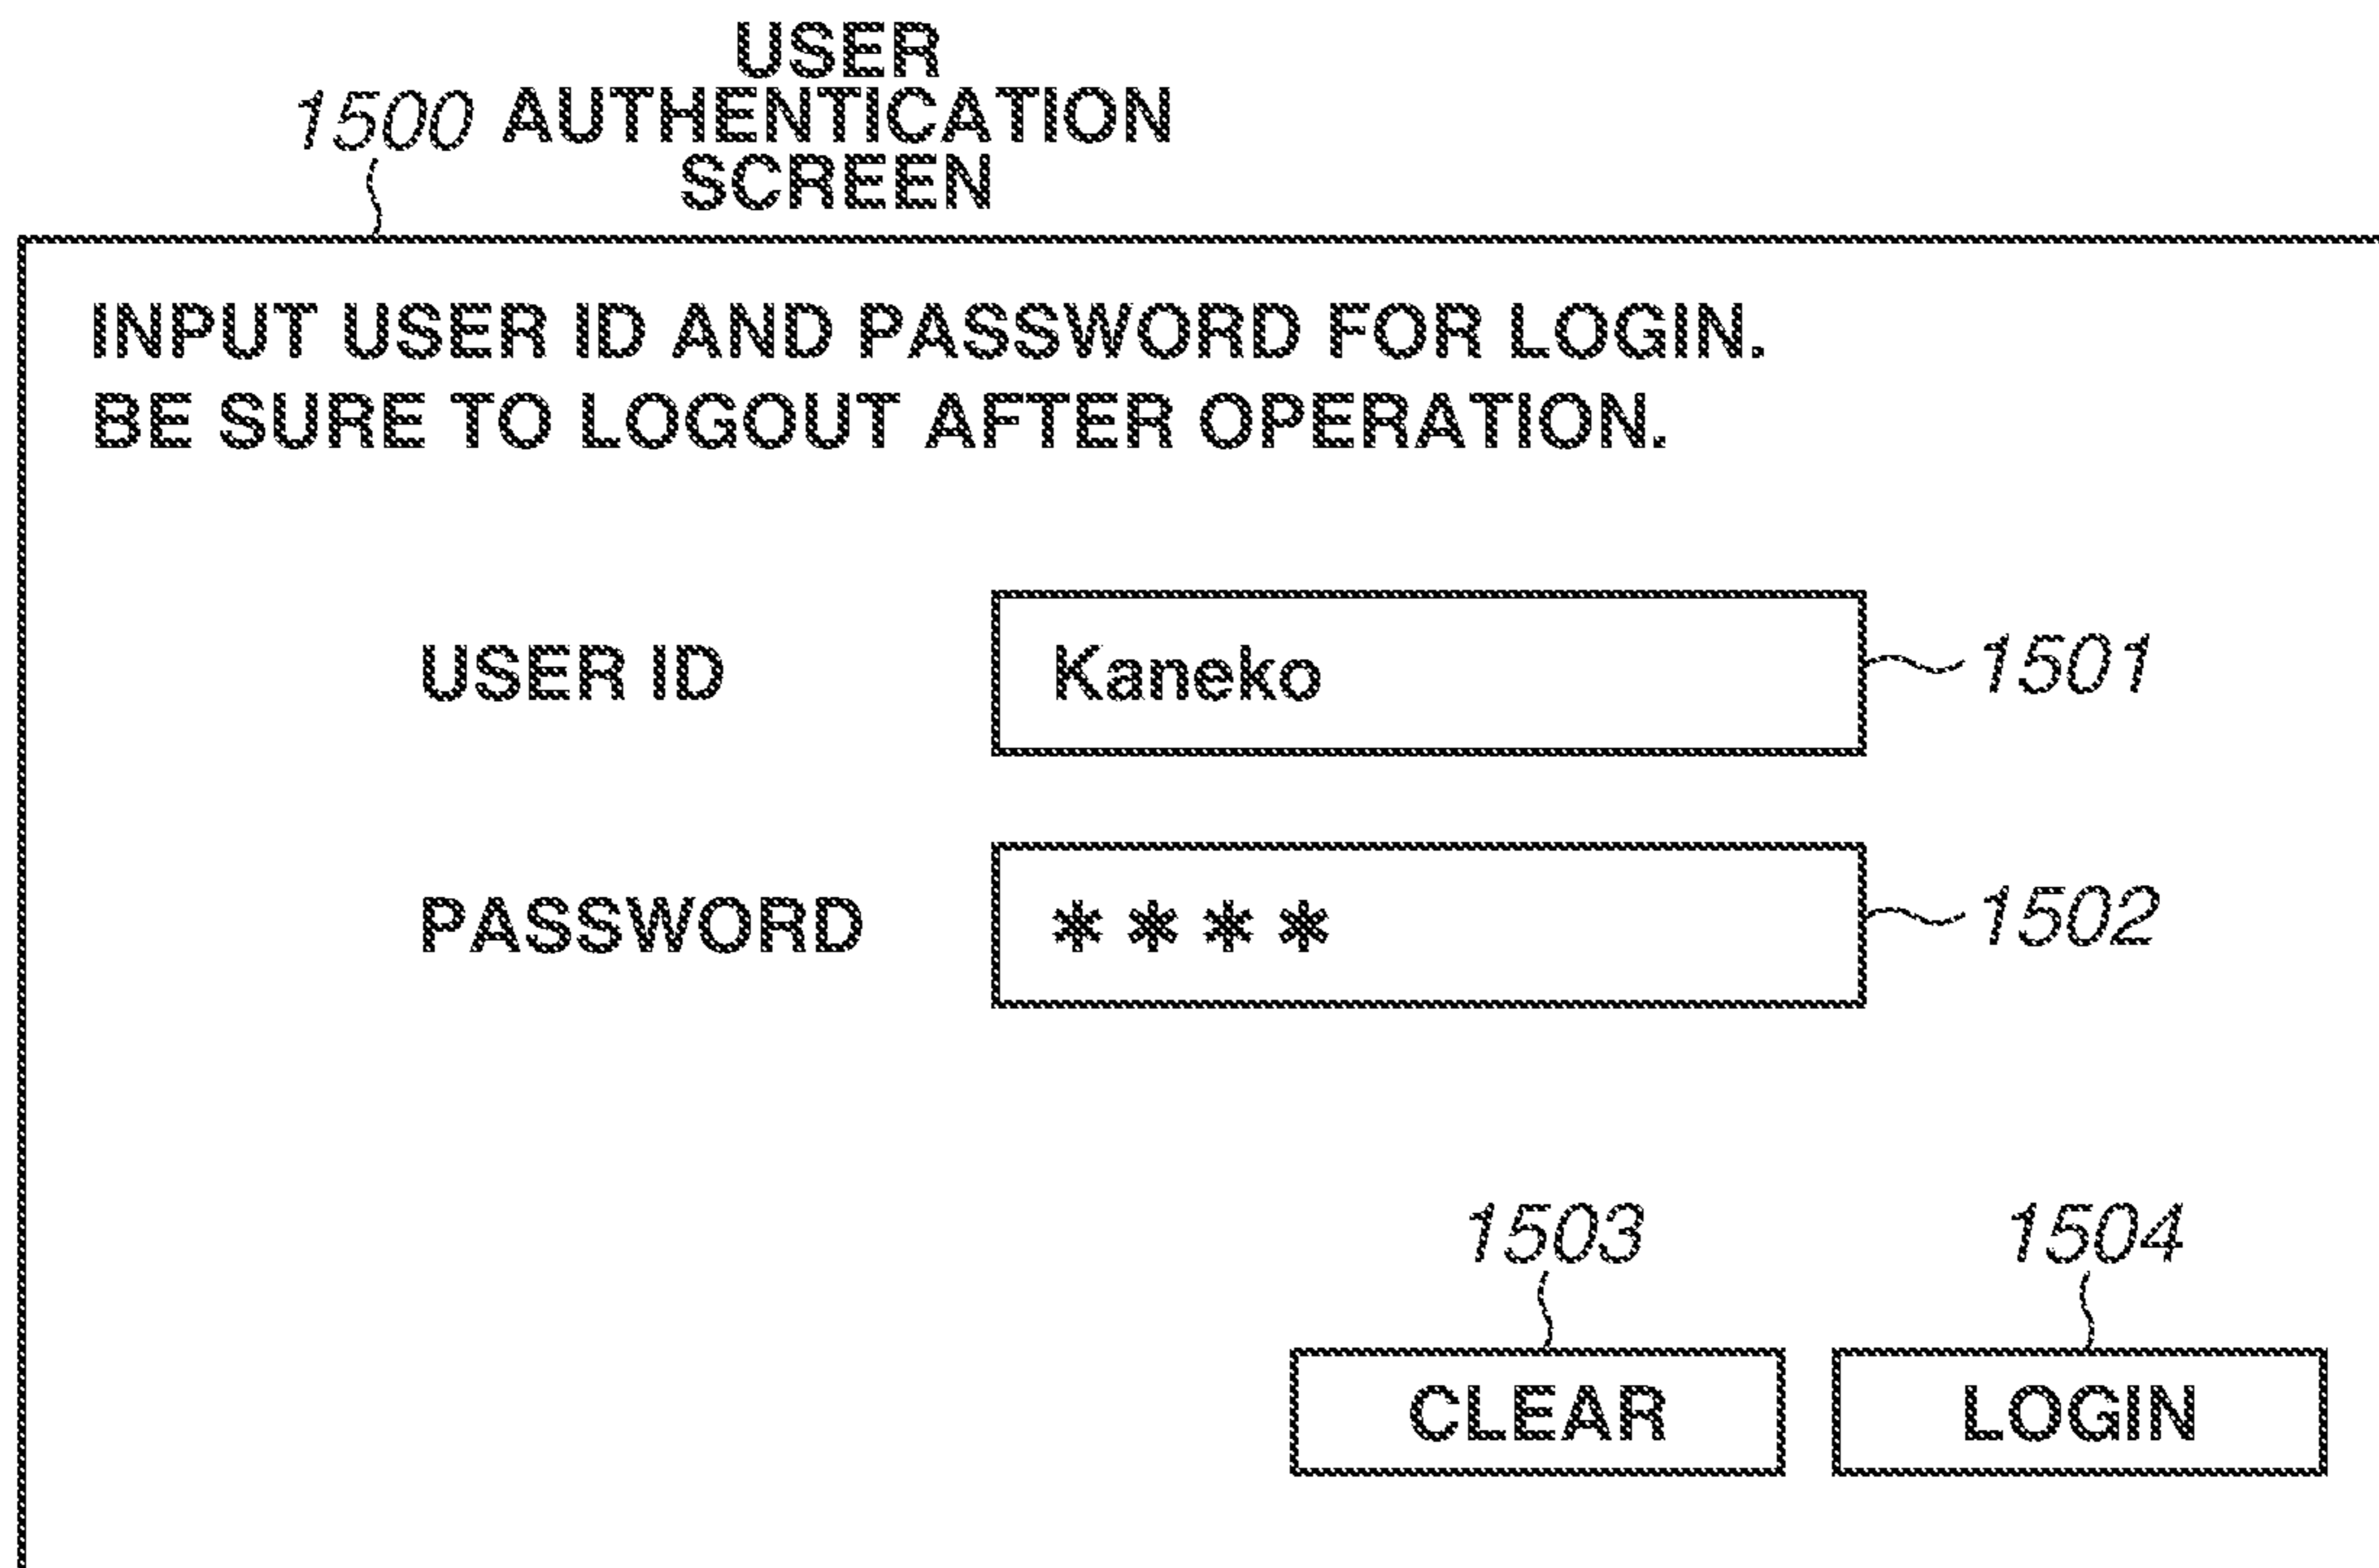 USER
1500 AUTHENTICATION
SCREEN
INPUT USER ID AND PASSWORD FOR LOGIN.
BE SURE TO LOGOUT AFTER OPERATION.
USER ID Kaneko 1501
PASSWORD **** 1502
1503 1504
CLEAR LOGIN